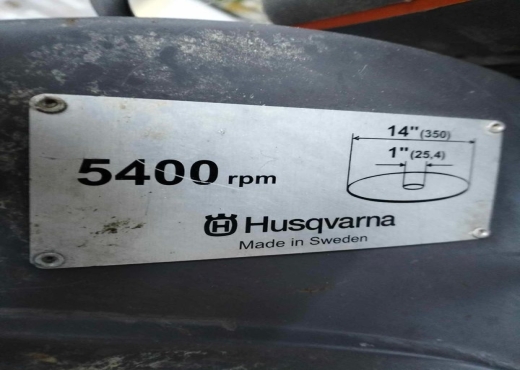 14"(350)
1"(25,4)
5400 rpm
Husqvarna
Made in Sweden